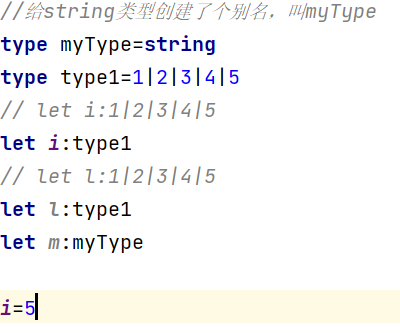 //给string类型创建了个别名，叫myType
type myType=string
type type1=1|2|3|4|5
// let i:1|2|3|4|5
let i:type1
// let l:1|2|3|4|5
let l:type1
let m:myType
i=5